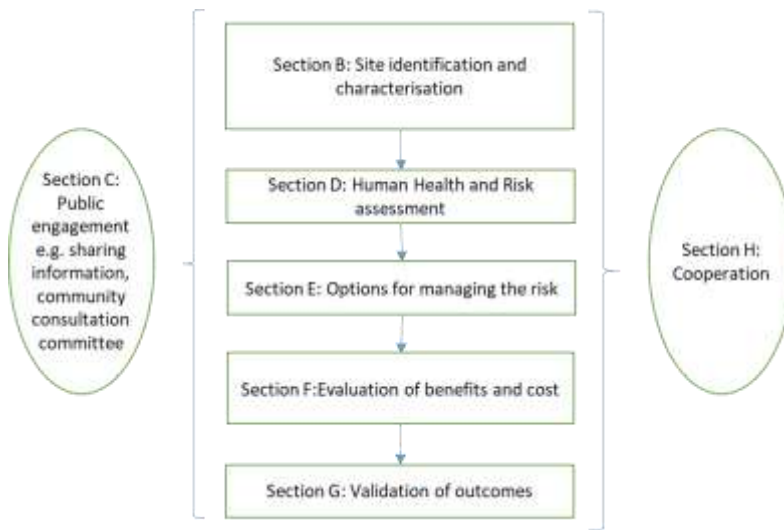 Section B: Site identification and
characterisation
Section C:
Public
engagement
e.g. sharing
information,
community
consultation
committee
Section D: Human Health and Risk
assessment
Section E: Options for managing the risk
Section F:Evaluation of benefits and cost
Section G: Validation of outcomes
Section H:
Cooperation